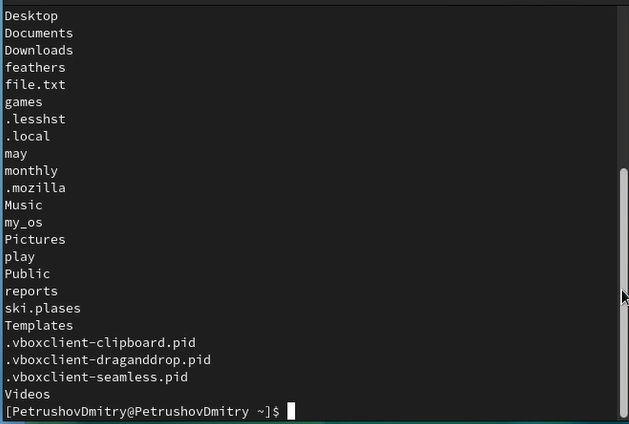 Desktop
Documents
Downloads
feathers
file.txt
games
.lesshst
.local
may
monthly
.mozilla
Music
my_os
Pictures
play
Public
reports
ski.plases
Templates
.vboxclient-clipboard.pid
.vboxclient-draganddrop.pid
.vboxclient-seamless.pid
Videos
[PetrushovDmitry@PetrushovDmitry ~]$